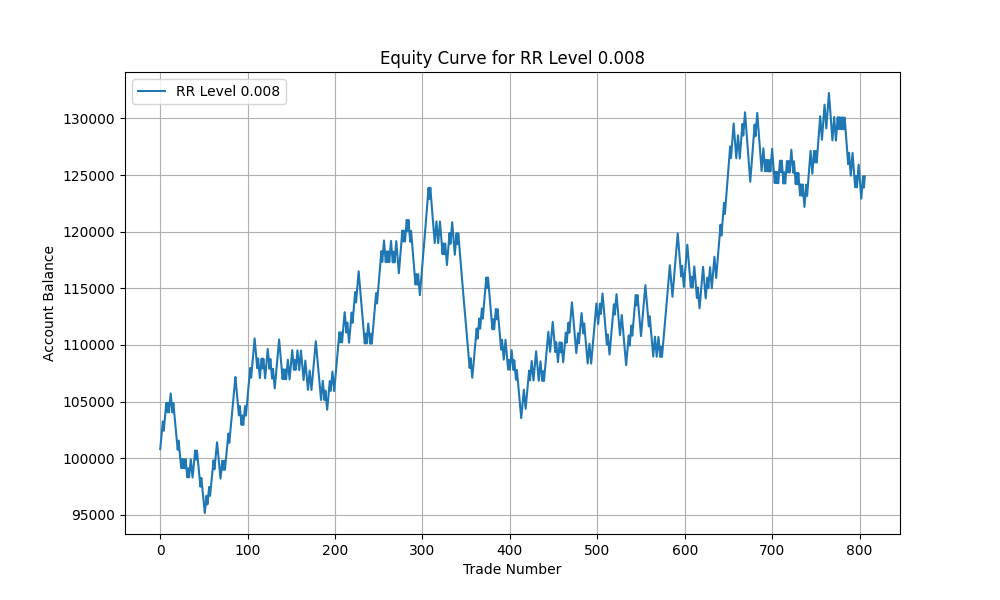 Equity Curve for RR Level 0.008
RR Level 0.008
130000
125000
120000
115000
110000
105000
100000
95000
Account Balance
0 100 200 300 400 500 600 700 800
Trade Number